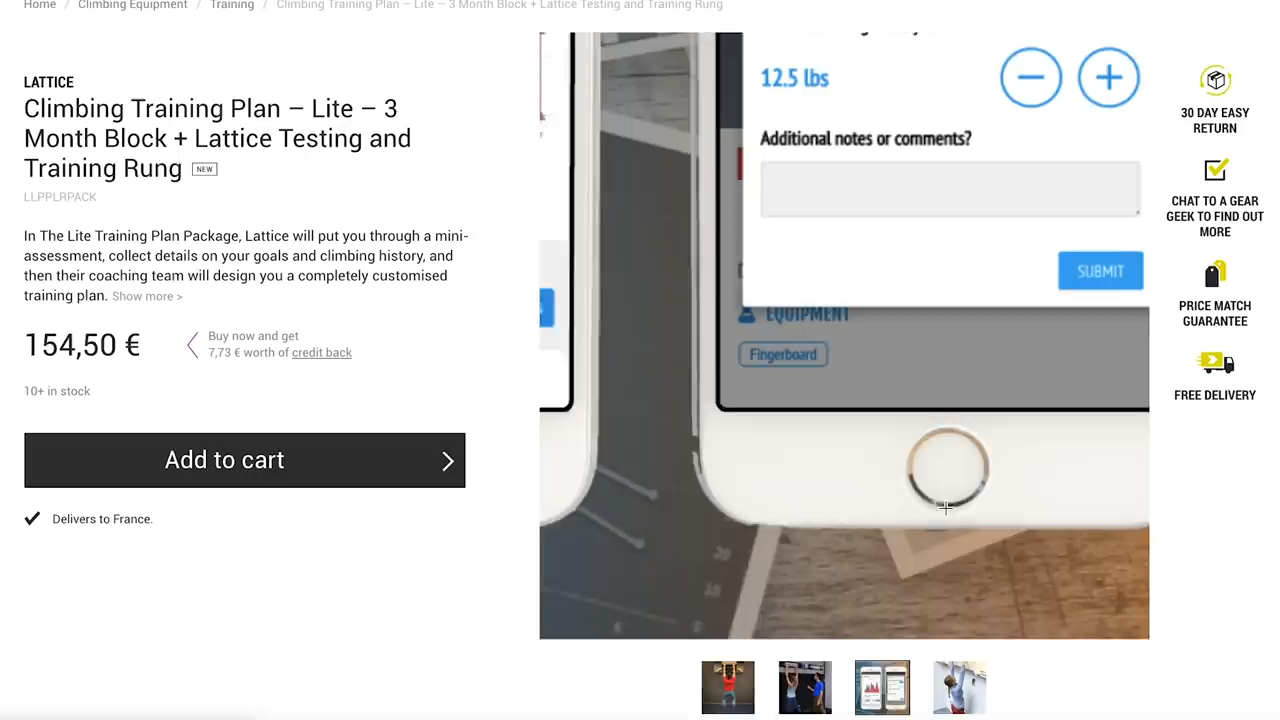 Home / Climbing Equipment / Training / Climbing Training Plan – Lite – 3 Month Block + Lattice Testing and Training Rung
LATTICE
Climbing Training Plan – Lite – 3
Month Block + Lattice Testing and
Training Rung NEW
LLPPLRPACK
In The Lite Training Plan Package, Lattice will put you through a mini-
assessment, collect details on your goals and climbing history, and
then their coaching team will design you a completely customised
training plan. Show more >
154,50 €
Buy now and get
7,73 € worth of credit back
10+ in stock
Add to cart
Delivers to France.
12.5 lbs
Additional notes or comments?
SUBMIT
EQUIPMENT
Fingerboard
30 DAY EASY
RETURN
CHAT TO A GEAR
GEEK TO FIND OUT
MORE
PRICE MATCH
GUARANTEE
FREE DELIVERY